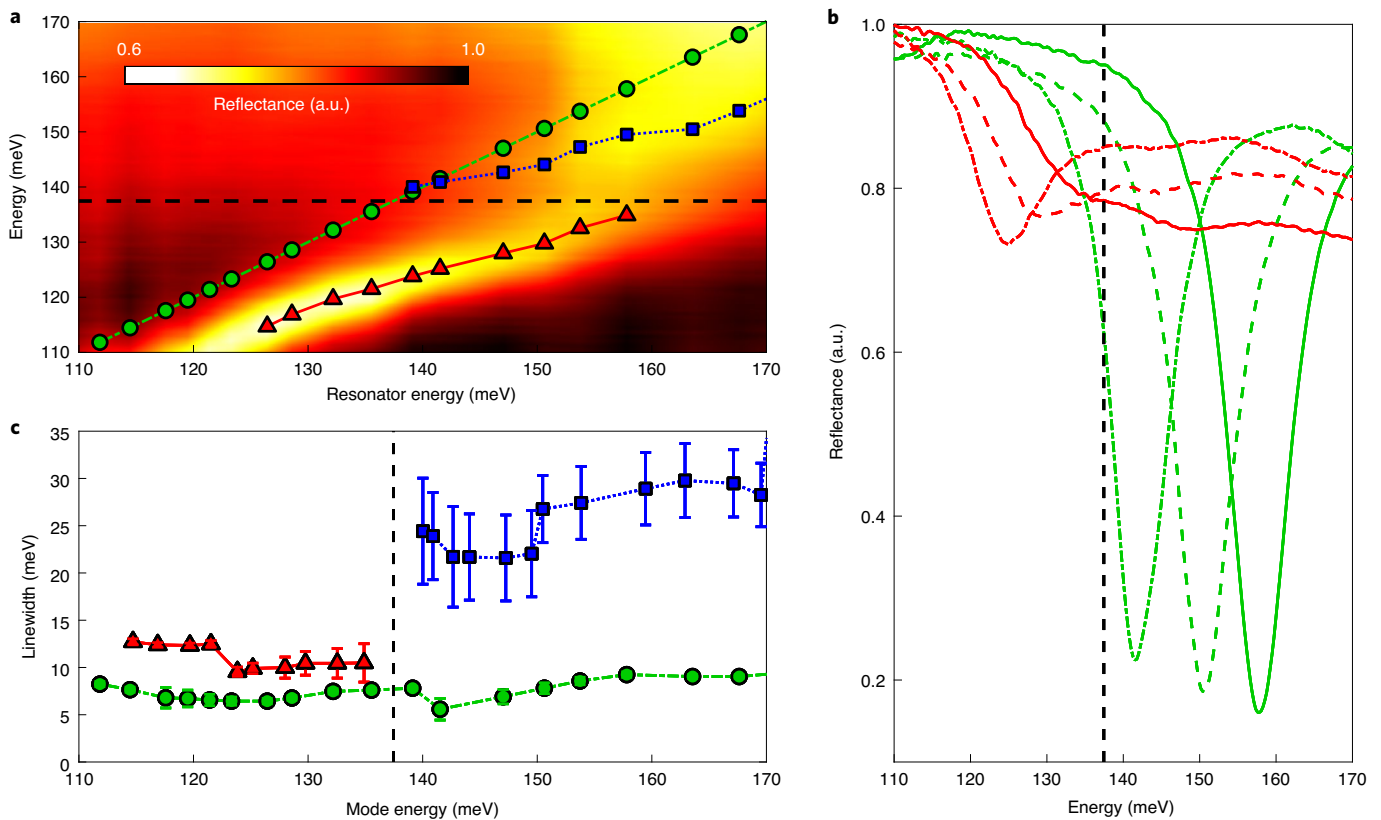 a
170
160
150
140
130
120
110
Energy (meV)
0.6 1.0
Reflectance (a.u.)
110 120 130 140 150 160 170
Resonator energy (meV)
b
1.0
0.8
0.6
0.4
0.2
Reflectance (a.u.)
110 120 130 140 150 160 170
Energy (meV)
c
35
30
25
20
15
10
5
0
Linewidth (meV)
110 120 130 140 150 160 170
Mode energy (meV)